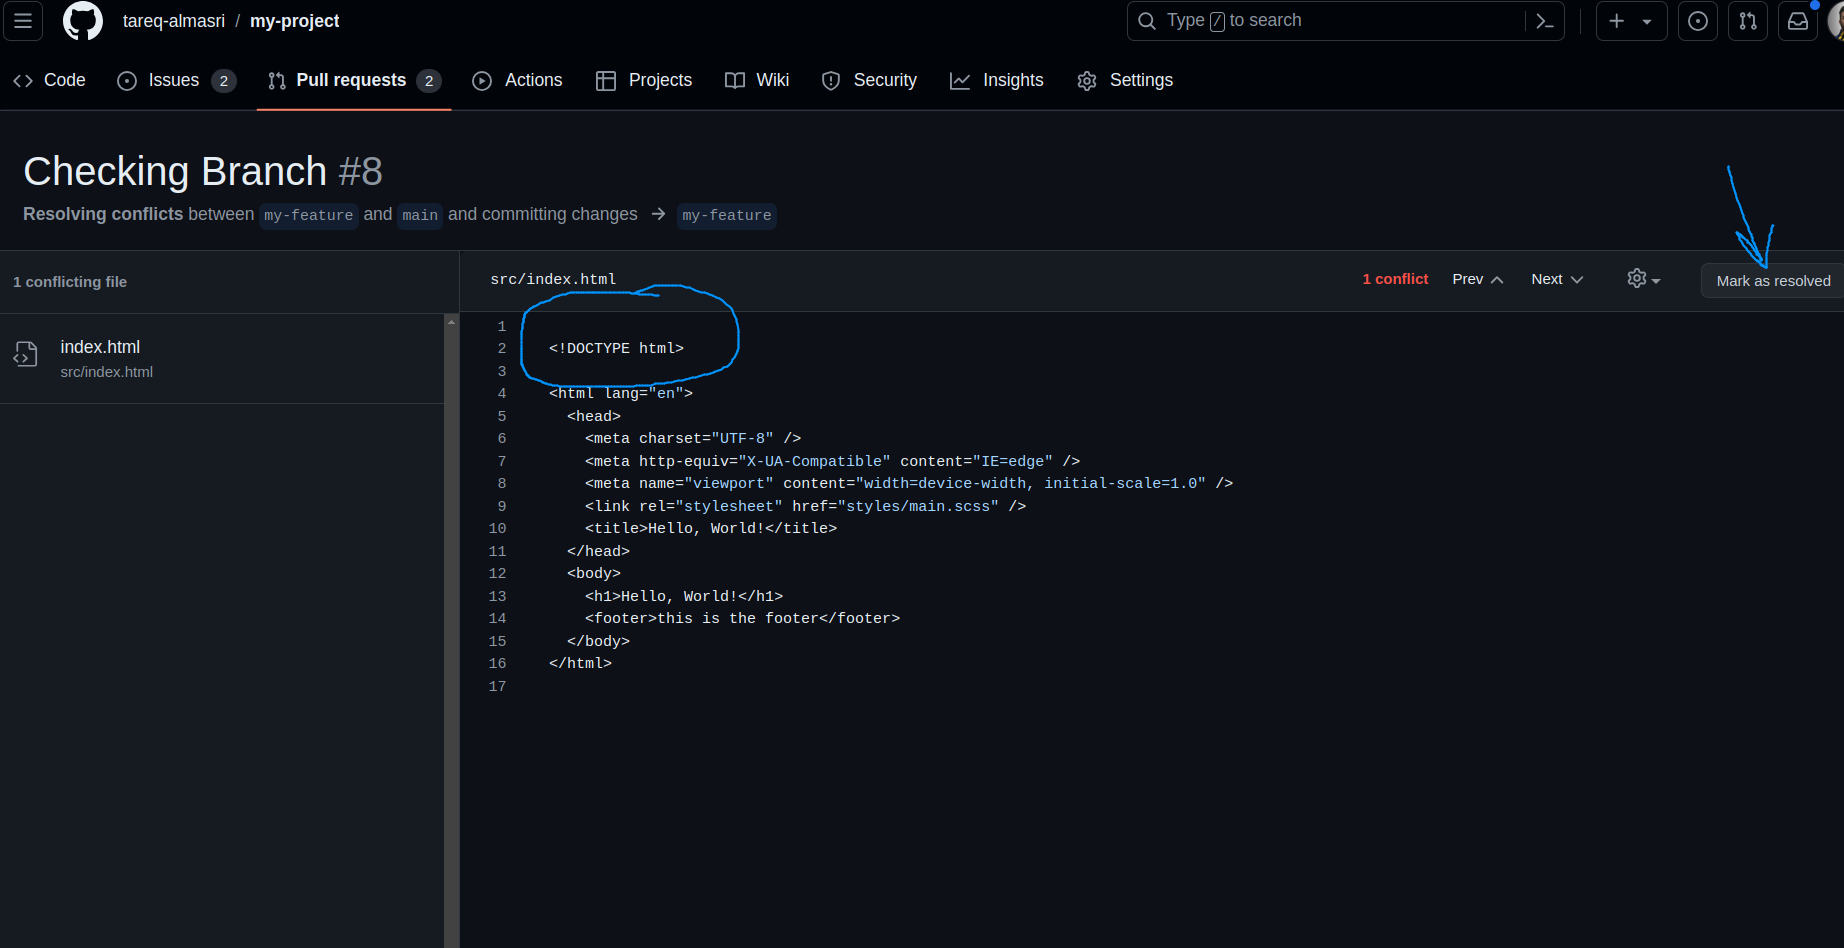 tareq-almasri / my-project
Type / to search
Code Issues 2 Pull requests 2 Actions Projects Wiki Security Insights Settings
Checking Branch #8
Resolving conflicts between my-feature and main and committing changes → my-feature
1 conflicting file
index.html
src/index.html
src/index.html 1 conflict Prev Next Mark as resolved
1
2 <!DOCTYPE html>
3
4 <html lang="en">
5 <head>
6 <meta charset="UTF-8" />
7 <meta http-equiv="X-UA-Compatible" content="IE=edge" />
8 <meta name="viewport" content="width=device-width, initial-scale=1.0" />
9 <link rel="stylesheet" href="styles/main.scss" />
10 <title>Hello, World!</title>
11 </head>
12 <body>
13 <h1>Hello, World!</h1>
14 <footer>this is the footer</footer>
15 </body>
16 </html>
17